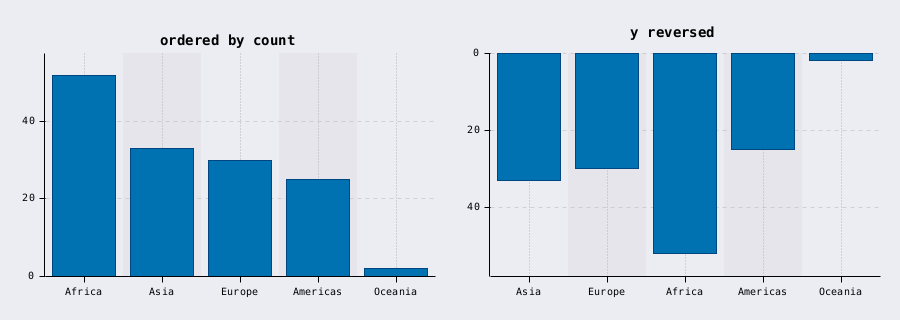 ordered by count
40
20
0
Africa Asia Europe Americas Oceania
y reversed
0
20
40
Asia Europe Africa Americas Oceania